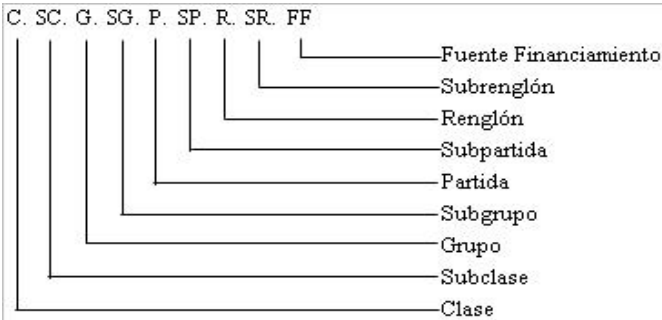 C. SC. G. SG. P. SP. R. SR. FF
Fuente Financiamiento
Subrenglón
Renglón
Subpartida
Partida
Subgrupo
Grupo
Subclase
Clase